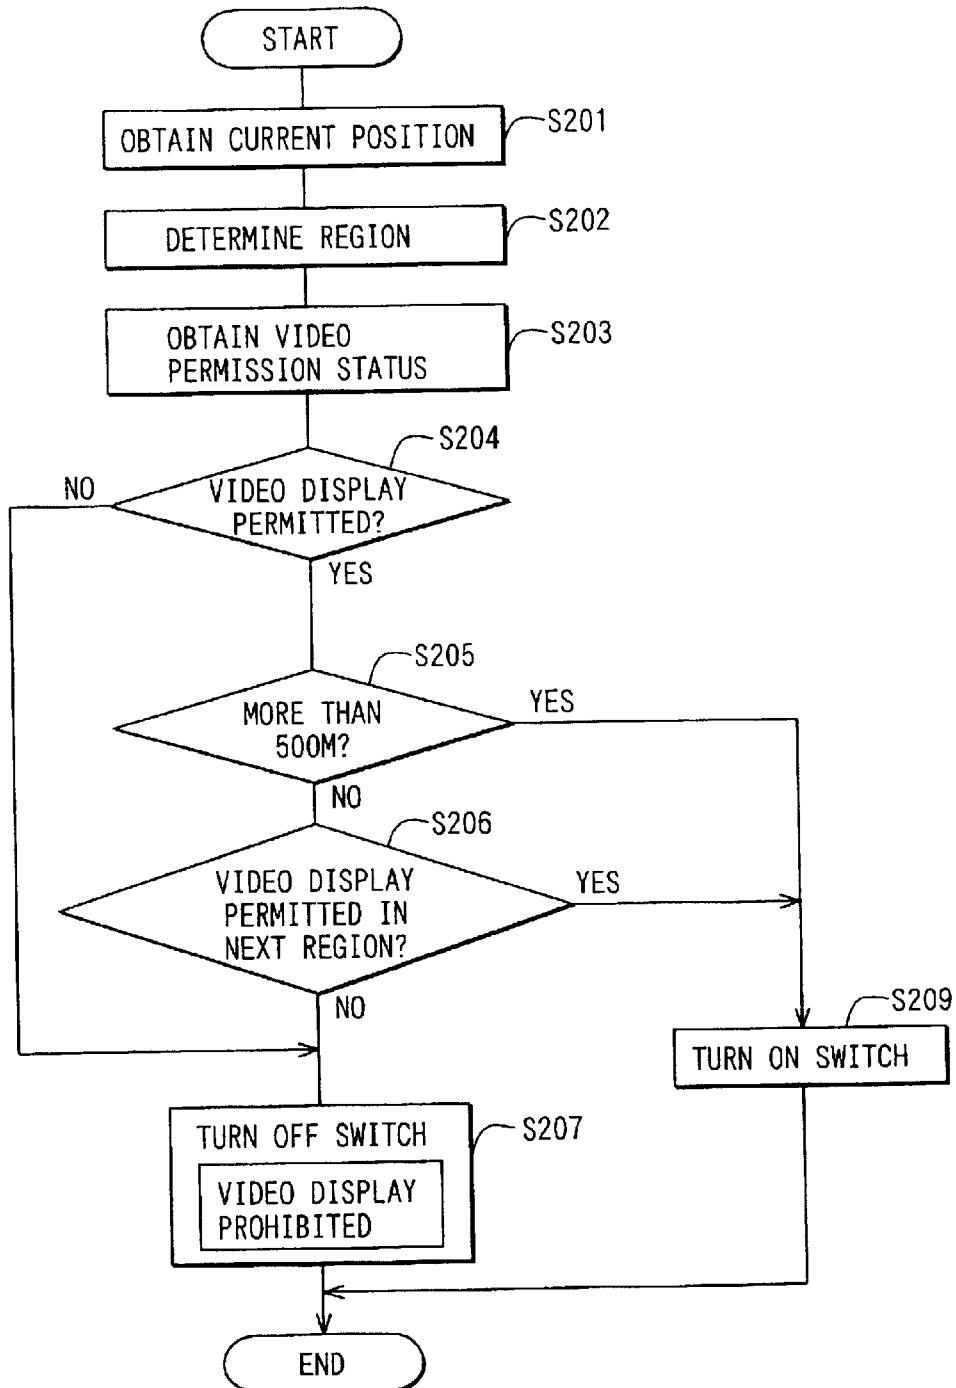 START
OBTAIN CURRENT POSITION
S201
DETERMINE REGION
S202
OBTAIN VIDEO
PERMISSION STATUS
S203
S204
NO
VIDEO DISPLAY
PERMITTED?
YES
S205
MORE THAN
500M?
YES
NO
S206
VIDEO DISPLAY
PERMITTED IN
NEXT REGION?
YES
NO
S209
TURN ON SWITCH
TURN OFF SWITCH
S207
VIDEO DISPLAY
PROHIBITED
END